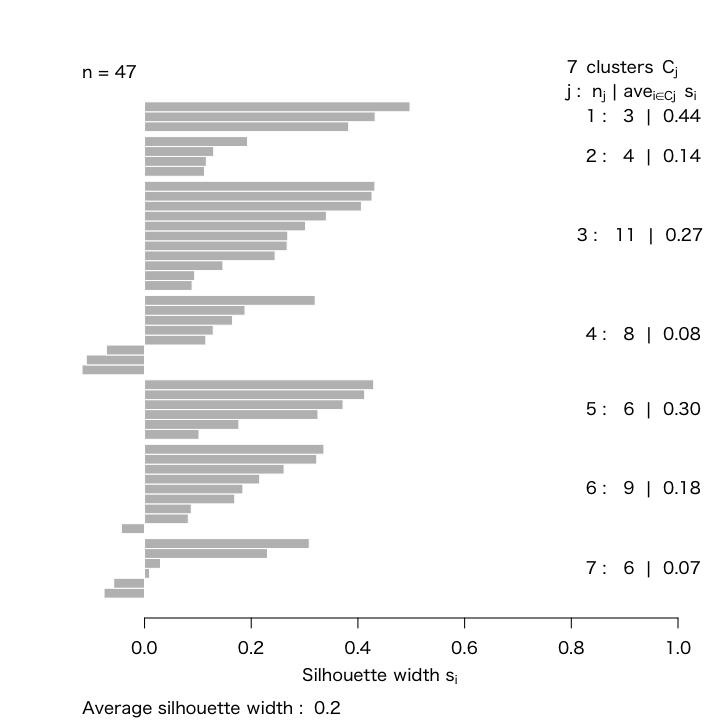 n = 47
7 clusters Cj
j : nj | avei∈Cj si
1 : 3 | 0.44
2 : 4 | 0.14
3 : 11 | 0.27
4 : 8 | 0.08
5 : 6 | 0.30
6 : 9 | 0.18
7 : 6 | 0.07
0.0 0.2 0.4 0.6 0.8 1.0
Silhouette width si
Average silhouette width : 0.2